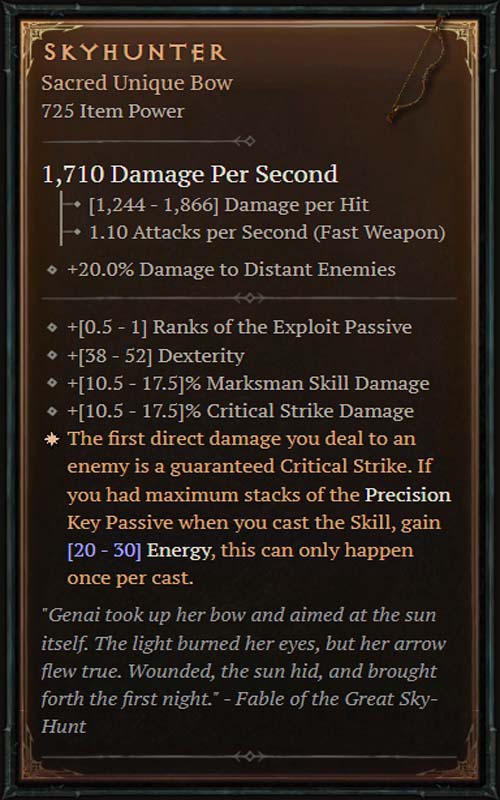 SKYHUNTER
Sacred Unique Bow
725 Item Power
1,710 Damage Per Second
[1,244 - 1,866] Damage per Hit
1.10 Attacks per Second (Fast Weapon)
+20.0% Damage to Distant Enemies
+[0.5 - 1] Ranks of the Exploit Passive
+[38 - 52] Dexterity
+[10.5 - 17.5]% Marksman Skill Damage
+[10.5 - 17.5]% Critical Strike Damage
The first direct damage you deal to an
enemy is a guaranteed Critical Strike. If
you had maximum stacks of the Precision
Key Passive when you cast the Skill, gain
[20 - 30] Energy, this can only happen
once per cast.
"Genai took up her bow and aimed at the sun
itself. The light burned her eyes, but her arrow
flew true. Wounded, the sun hid, and brought
forth the first night." - Fable of the Great Sky-
Hunt